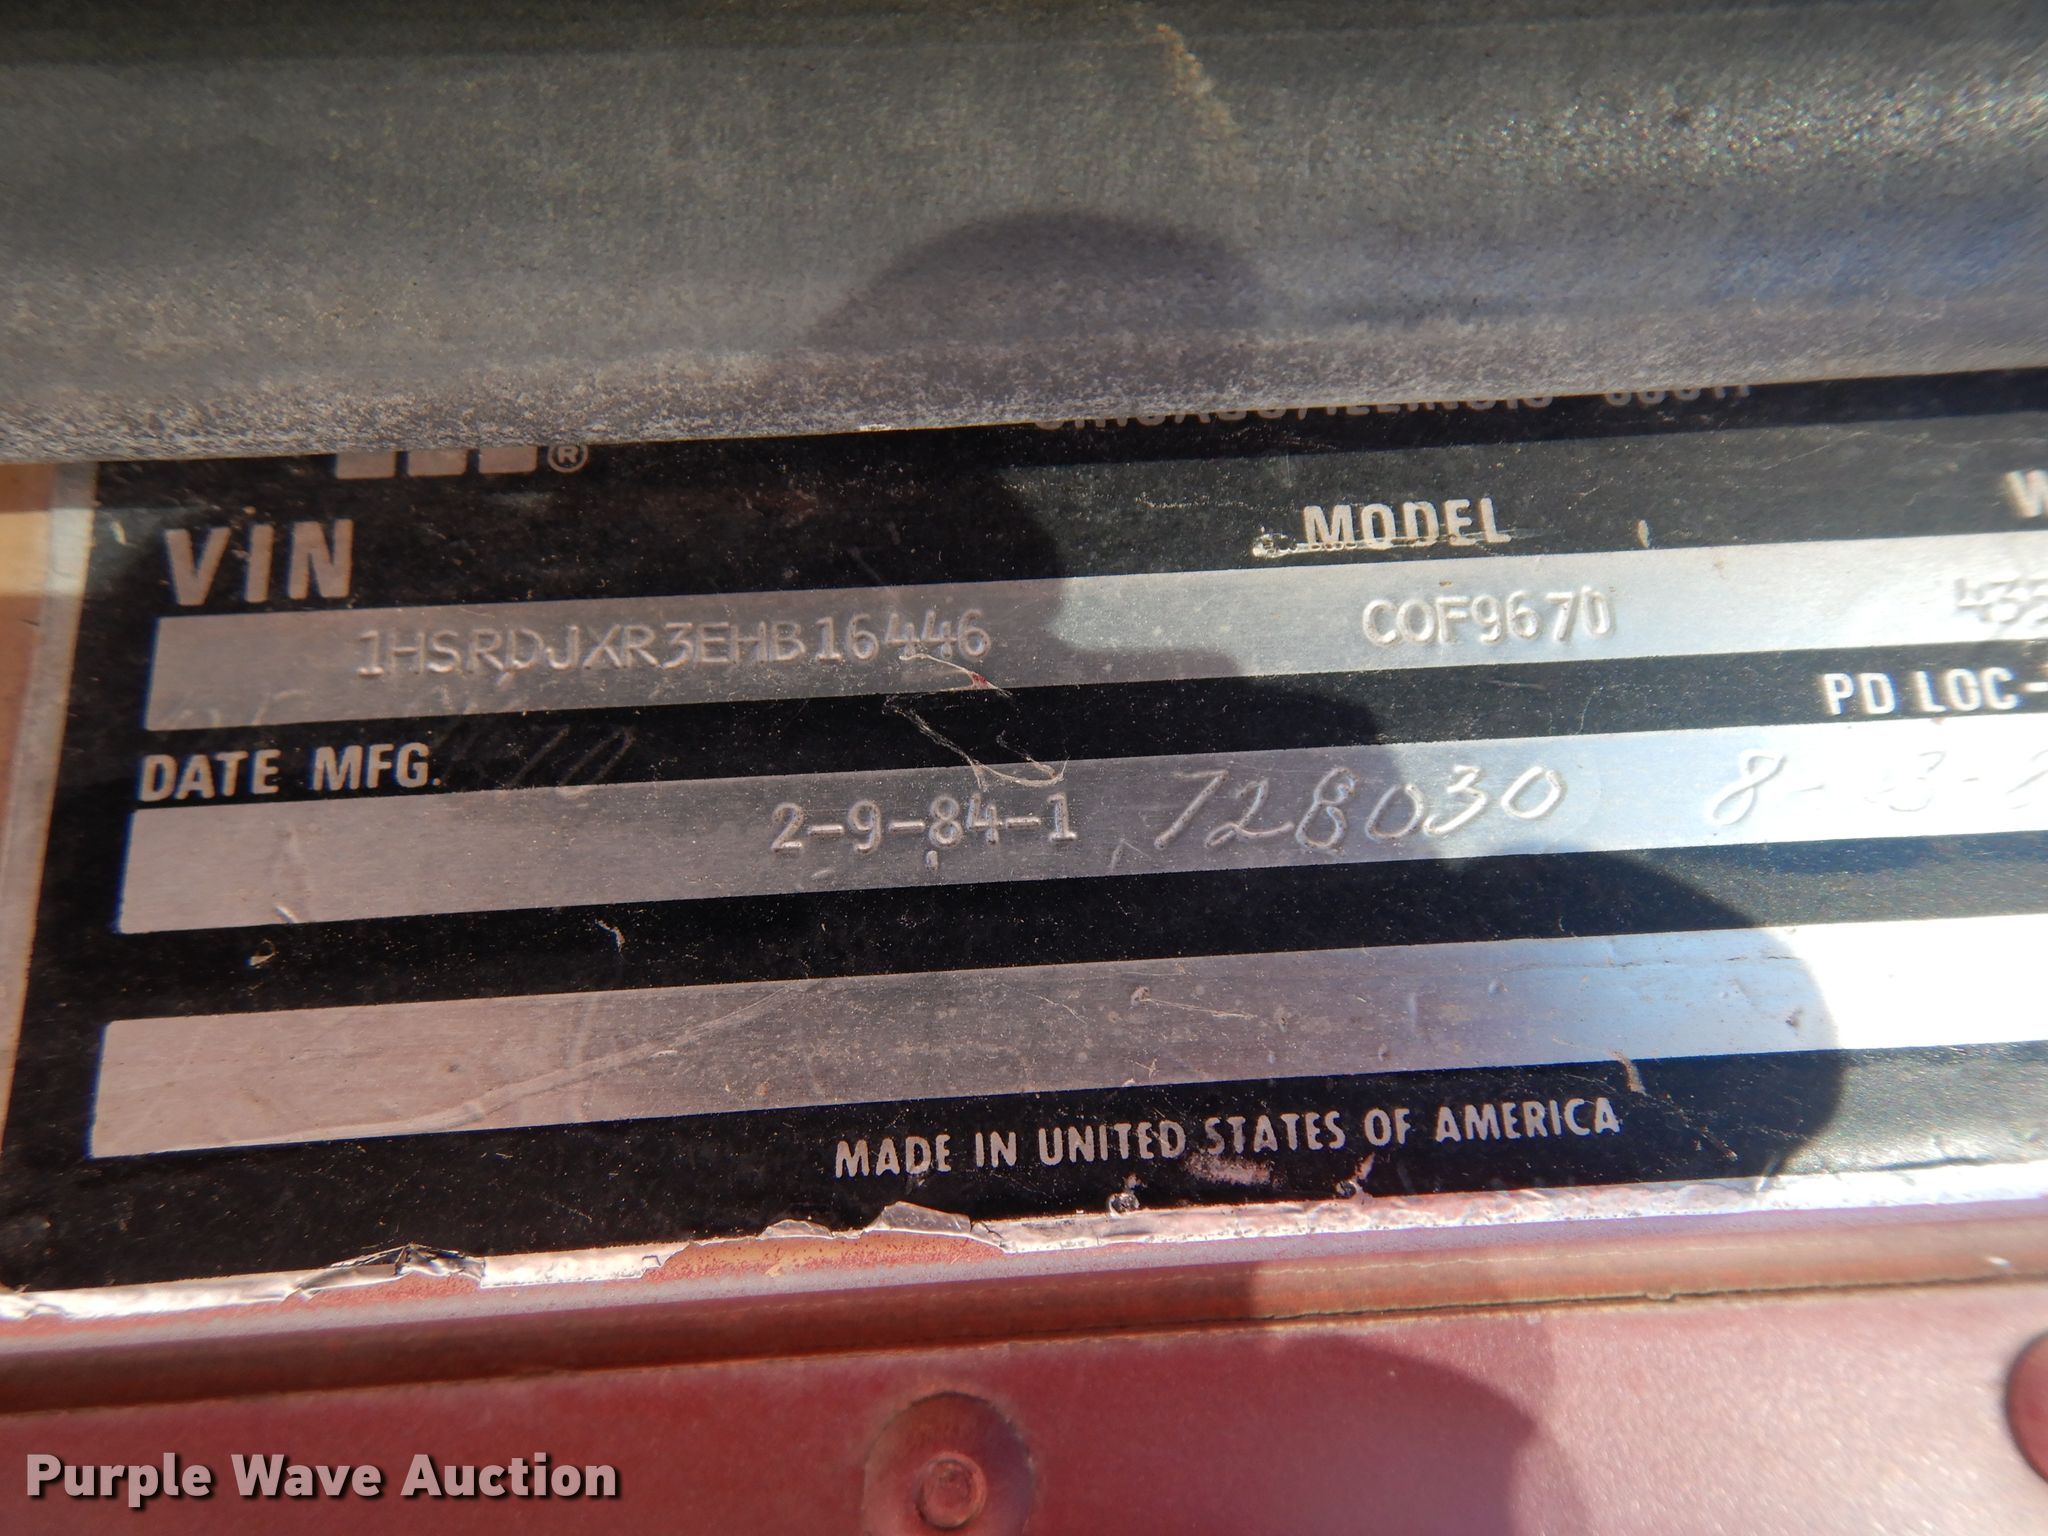 ®
VIN
MODEL
1HSRDJXR3EHB16446
COF9670
PD LOC-
DATE MFG.
2-9-84-1 728030
MADE IN UNITED STATES OF AMERICA
Purple Wave Auction